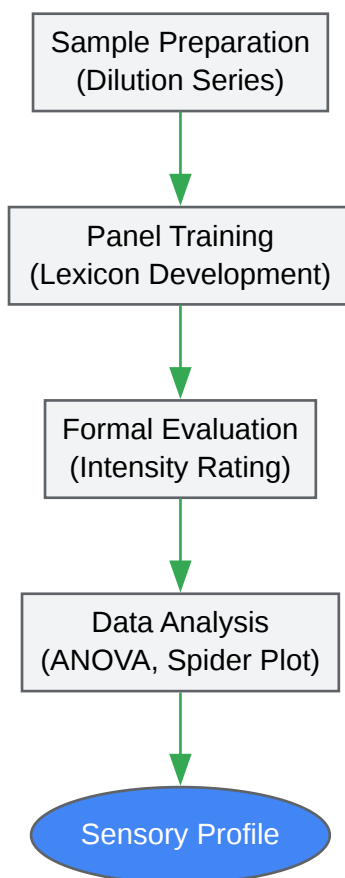 Sample Preparation
(Dilution Series)
Panel Training
(Lexicon Development)
Formal Evaluation
(Intensity Rating)
Data Analysis
(ANOVA, Spider Plot)
Sensory Profile